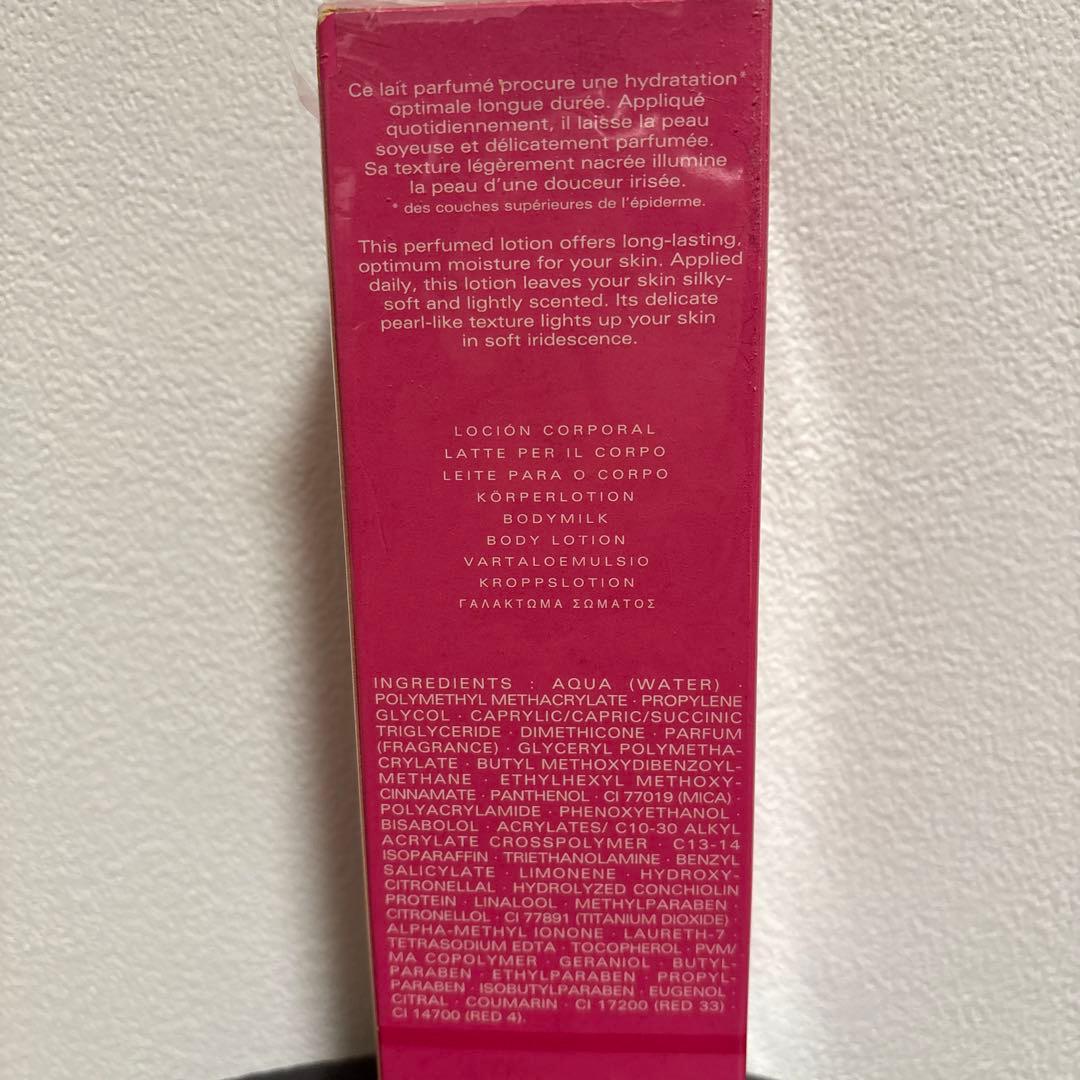 Ce lait parfumé procure une hydratation*
optimale longue durée. Appliqué
quotidiennement, il laisse la peau
soyeuse et délicatement parfumée.
Sa texture légèrement nacrée illumine
la peau d'une douceur irisée.
* des couches supérieures de l'épiderme.
This perfumed lotion offers long-lasting,
optimum moisture for your skin. Applied
daily, this lotion leaves your skin silky-
soft and lightly scented. Its delicate
pearl-like texture lights up your skin
in soft iridescence.
LOCIÓN CORPORAL
LATTE PER IL CORPO
LEITE PARA O CORPO
KÖRPERLOTION
BODYMILK
BODY LOTION
VARTALOEMULSIO
KROPPSLOTION
ΓΑΛΑΚΤΩΜΑ ΣΩΜΑΤΟΣ
INGREDIENTS : AQUA (WATER) ·
POLYMETHYL METHACRYLATE · PROPYLENE
GLYCOL · CAPRYLIC/CAPRIC/SUCCINIC
TRIGLYCERIDE · DIMETHICONE · PARFUM
(FRAGRANCE) · GLYCERYL POLYMETHA-
CRYLATE · BUTYL METHOXYDIBENZOYL-
METHANE · ETHYLHEXYL METHOXY-
CINNAMATE · PANTHENOL · CI 77019 (MICA) ·
POLYACRYLAMIDE · PHENOXYETHANOL ·
BISABOLOL · ACRYLATES/ C10-30 ALKYL
ACRYLATE CROSSPOLYMER · C13-14
ISOPARAFFIN · TRIETHANOLAMINE · BENZYL
SALICYLATE · LIMONENE · HYDROXY-
CITRONELLAL · HYDROLYZED CONCHIOLIN
PROTEIN · LINALOOL · METHYLPARABEN ·
CITRONELLOL · CI 77891 (TITANIUM DIOXIDE) ·
ALPHA-METHYL IONONE · LAURETH-7 ·
TETRASODIUM EDTA · TOCOPHEROL · PVM/
MA COPOLYMER · GERANIOL · BUTYL-
PARABEN · ETHYLPARABEN · PROPYL
PARABEN · ISOBUTYLPARABEN · EUGENOL ·
CITRAL · COUMARIN · CI 17200 (RED 33) ·
CI 14700 (RED 4).